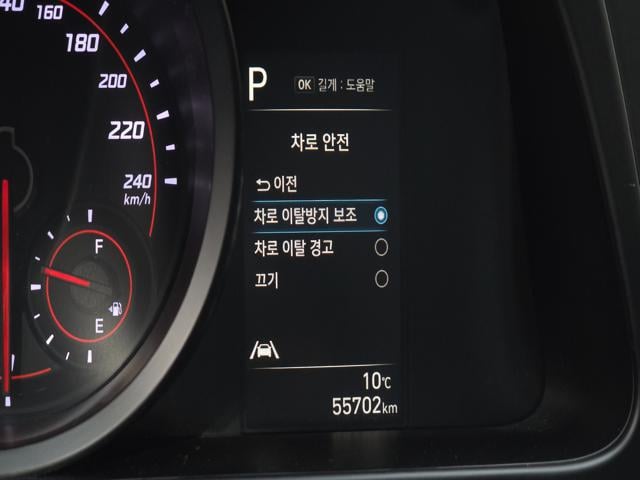 160
180
200
220
240
km/h
F
E
P
OK 길게 : 도움말
차로 안전
이전
차로 이탈방지 보조
차로 이탈 경고
끄기
10℃
55702km